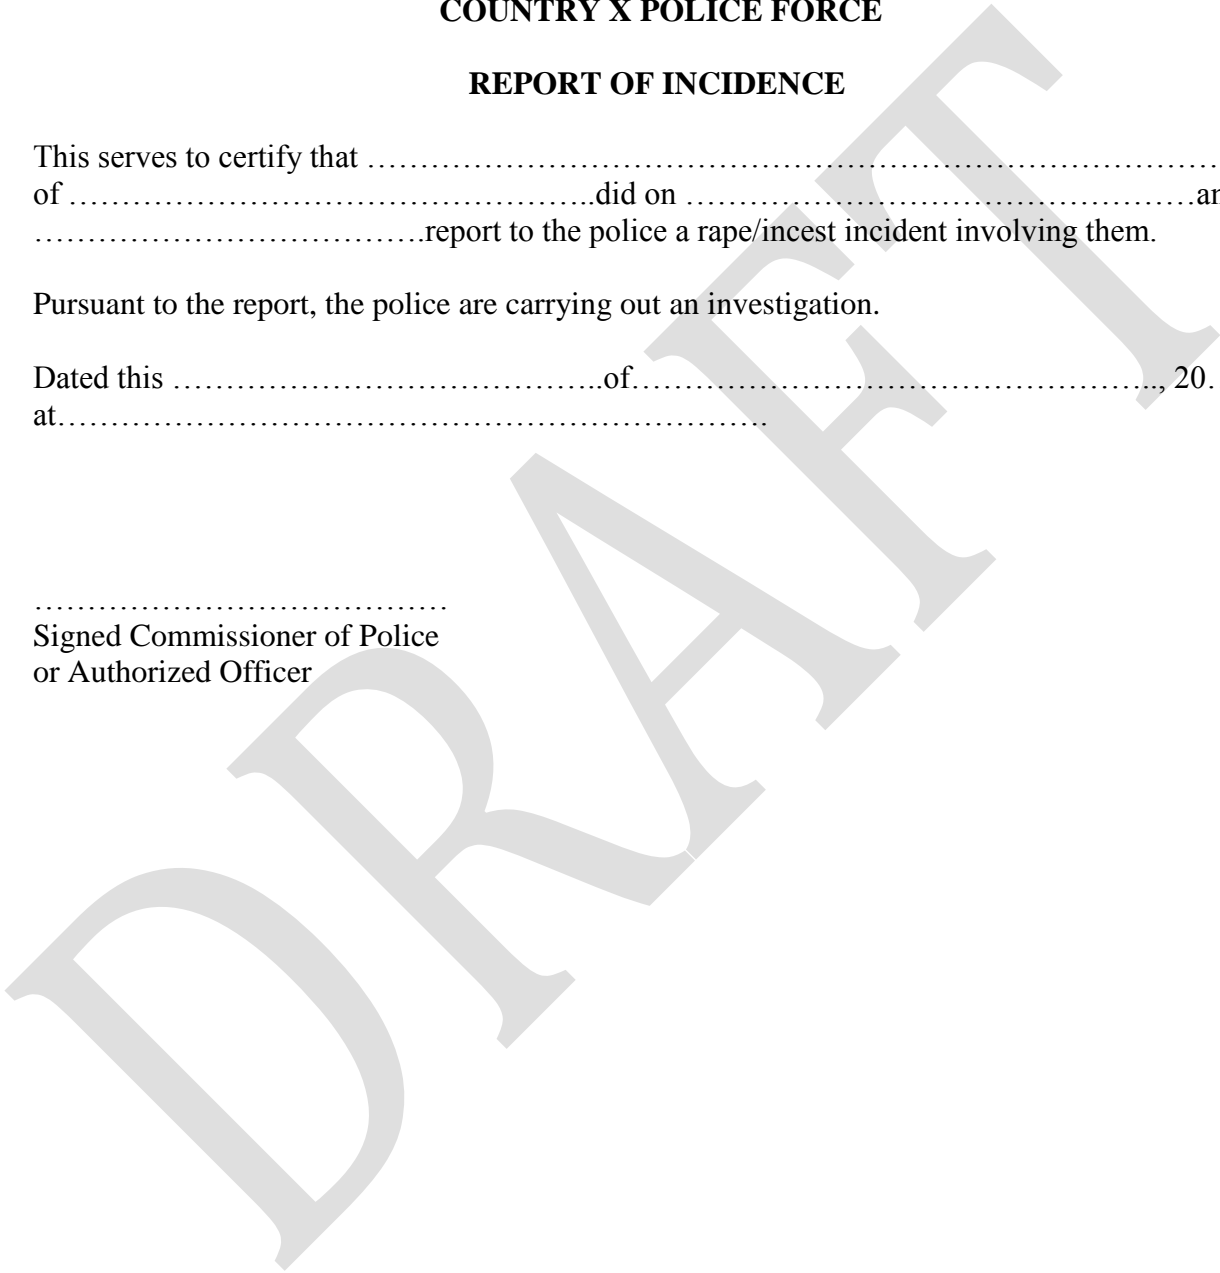 COUNTRY X POLICE FORCE
REPORT OF INCIDENCE
This serves to certify that ……………………………………………………………………
of …………………………………………..did on …………………………………………
……………………………….report to the police a rape/incest incident involving them.
Pursuant to the report, the police are carrying out an investigation.
Dated this …………………………………..of…………………………………………..., 20.
at………………………………………………………….
…………………………………
Signed Commissioner of Police
or Authorized Officer
DRAFT